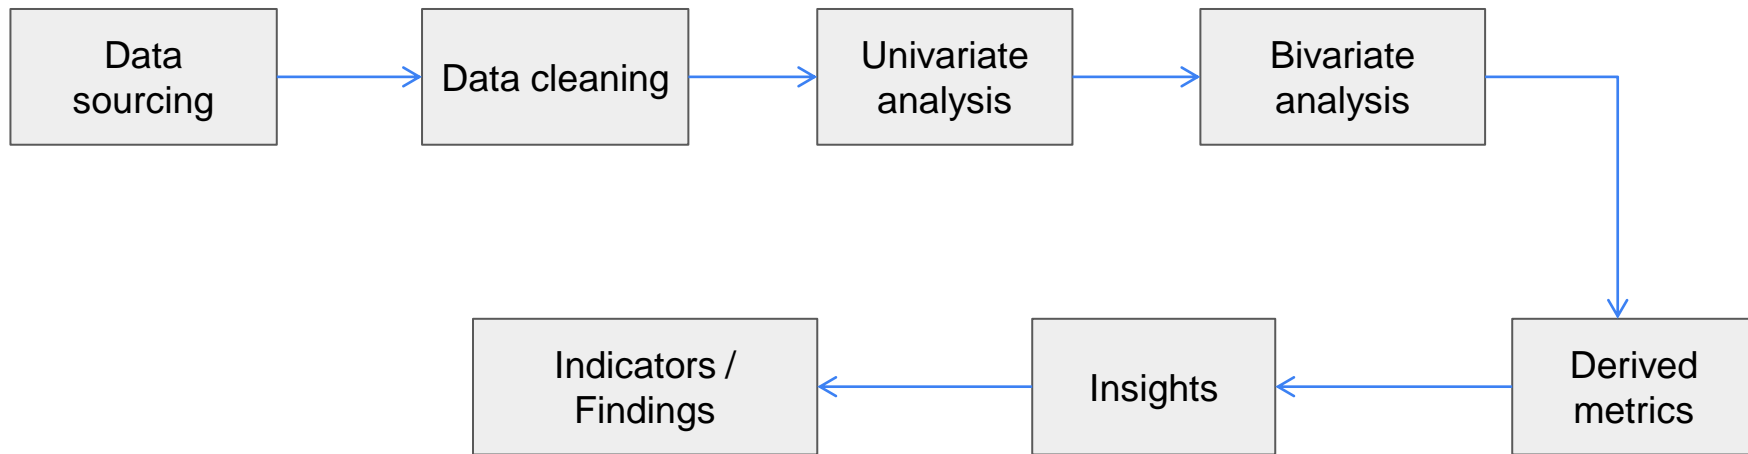 Data
sourcing
Data cleaning
Univariate
analysis
Bivariate
analysis
Derived
metrics
Insights
Indicators /
Findings